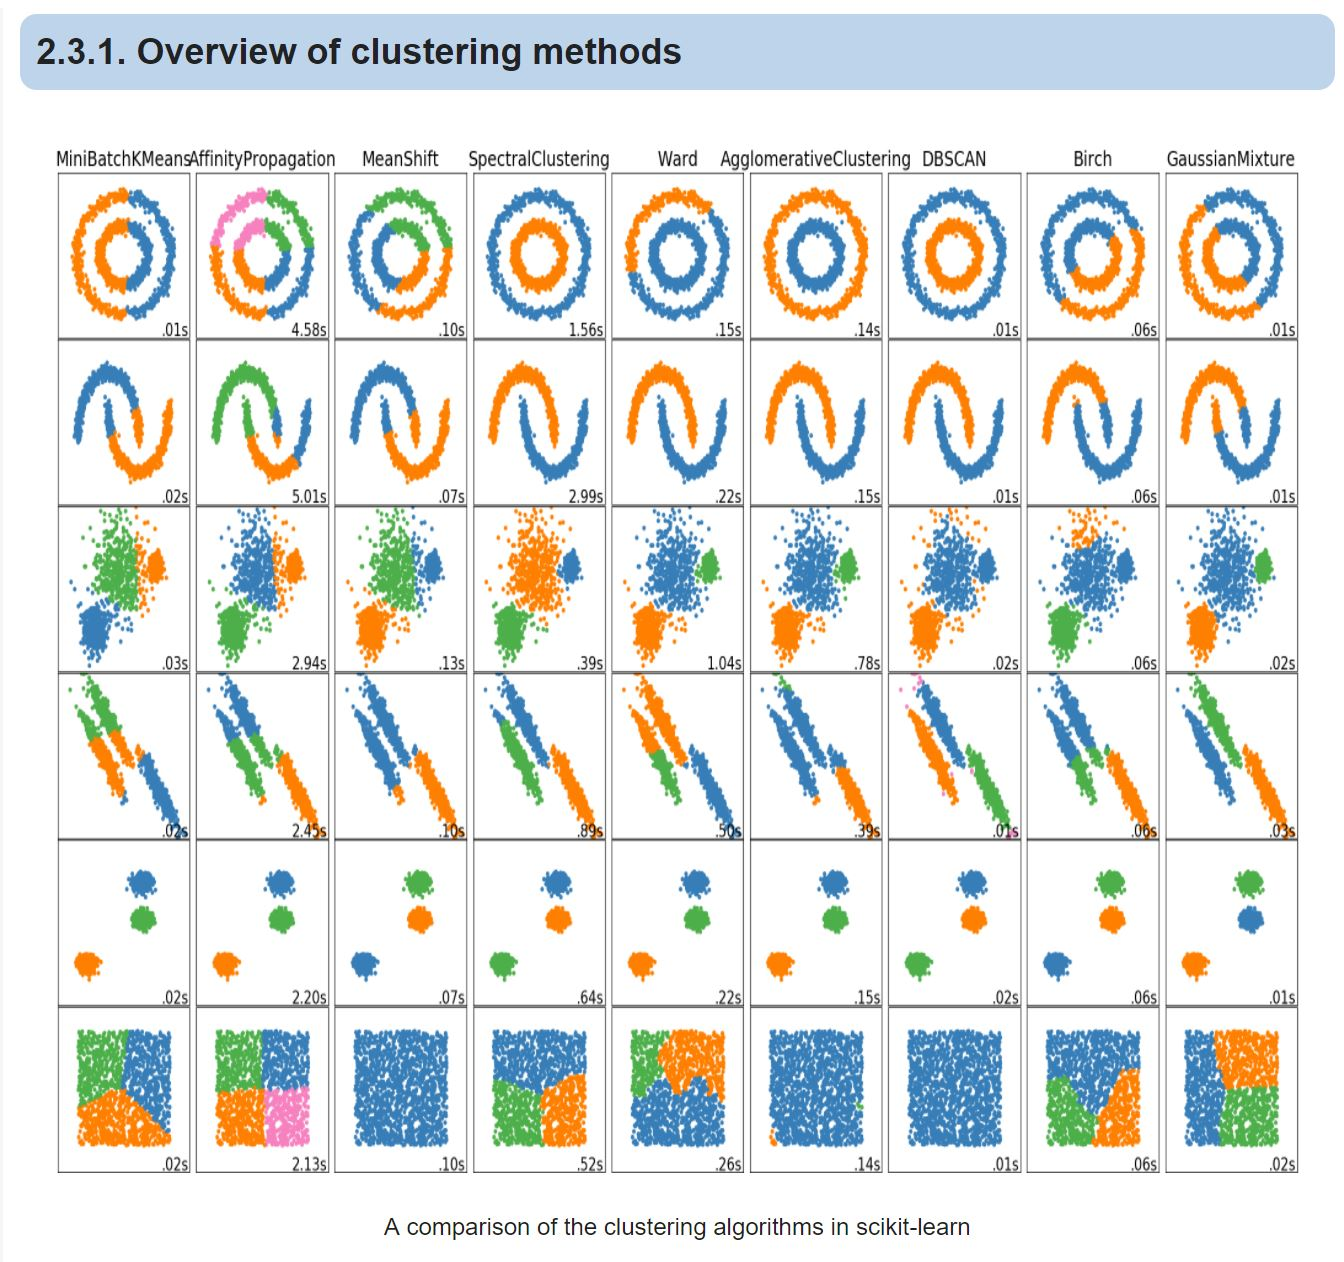 2.3.1. Overview of clustering methods
MiniBatchKMeans AffinityPropagation MeanShift SpectralClustering Ward AgglomerativeClustering DBSCAN Birch GaussianMixture
.01s 4.58s .10s 1.56s .15s .14s .01s .06s .01s
.02s 5.01s .07s 2.99s .22s .15s .01s .06s .01s
.03s 2.94s .13s .39s 1.04s .78s .02s .06s .02s
.02s 2.45s .10s .89s .50s .39s .01s .06s .03s
.02s 2.20s .07s .64s .22s .15s .02s .06s .01s
.02s 2.13s .10s .52s .26s .14s .01s .06s .02s
A comparison of the clustering algorithms in scikit-learn